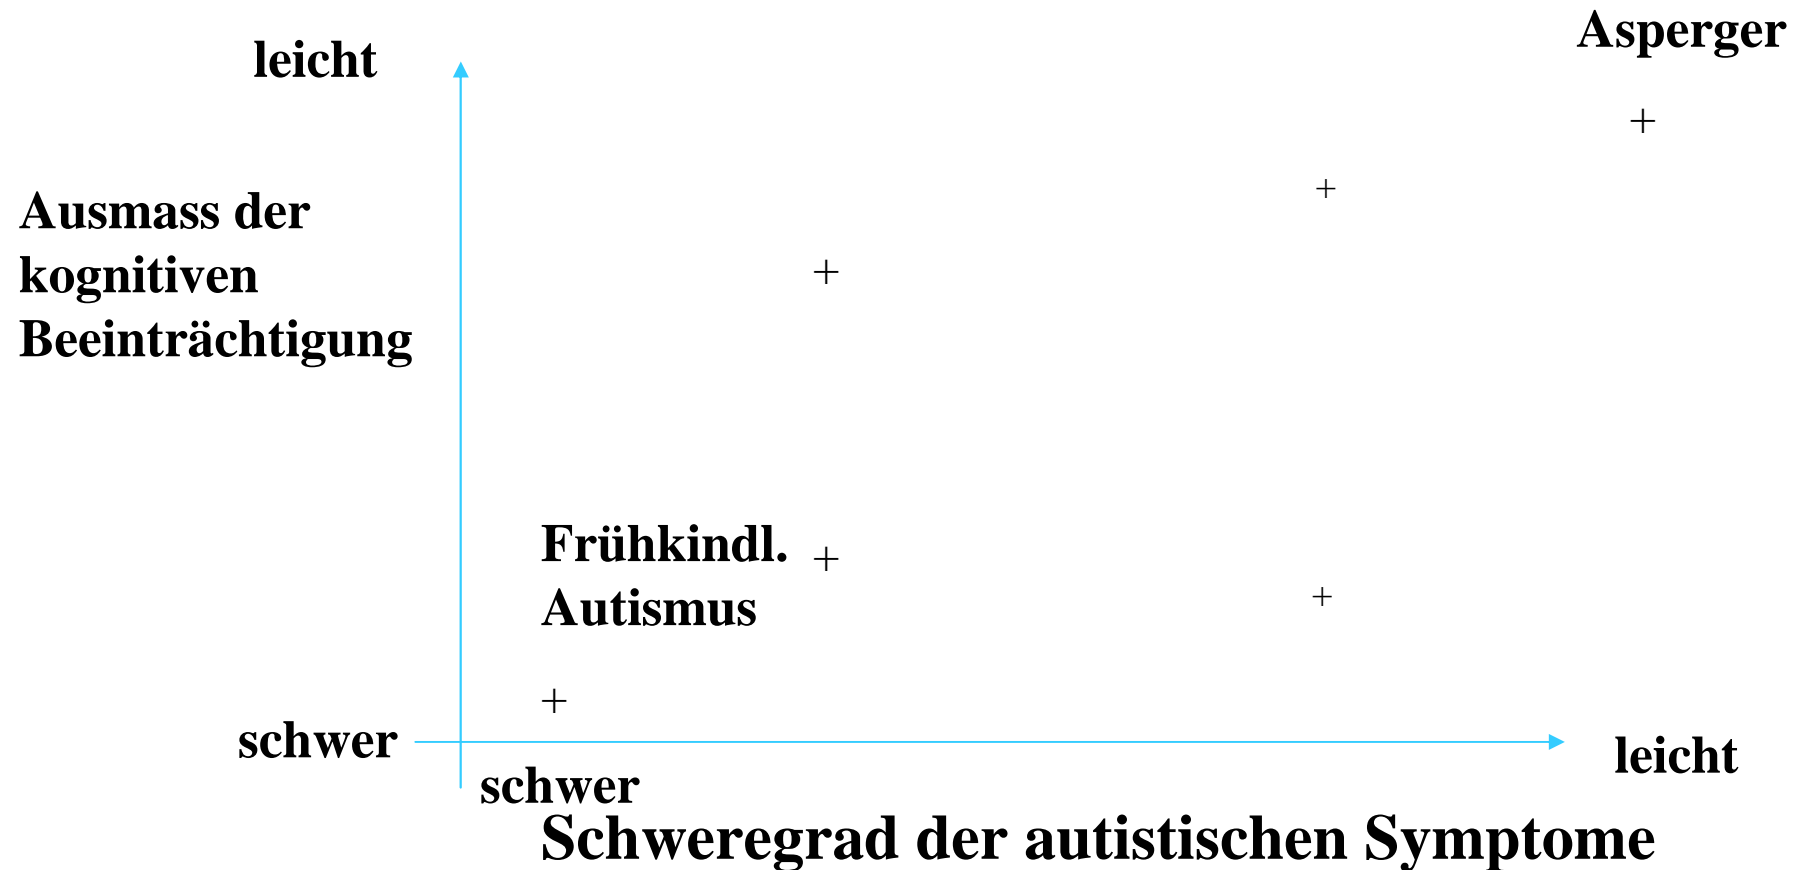 Asperger
leicht
+
+
Ausmass der
kognitiven
Beeinträchtigung
+
Frühkindl.
Autismus
+
+
+
schwer
leicht
schwer
Schweregrad der autistischen Symptome